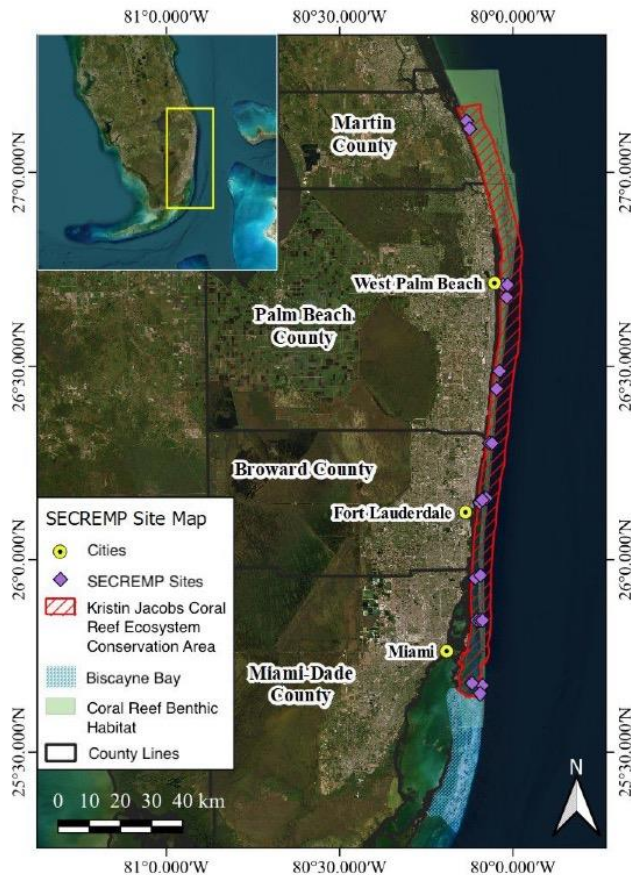 81°0.000'W 80°30.000'W 80°0.000'W
27°0.000'N
26°30.000'N
26°0.000'N
25°30.000'N
Martin
County
West Palm Beach
Palm Beach
County
Broward County
Fort Lauderdale
Miami
Miami-Dade
County
SECREMP Site Map
Cities
SECREMP Sites
Kristin Jacobs Coral
Reef Ecosystem
Conservation Area
Biscayne Bay
Coral Reef Benthic
Habitat
County Lines
0 10 20 30 40 km
N
27°0.000'N
26°30.000'N
26°0.000'N
25°30.000'N
81°0.000'W 80°30.000'W 80°0.000'W